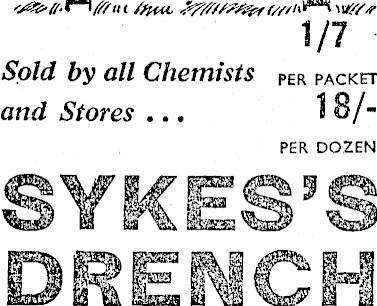 1/7
Sold by all Chemists PER PACKET
and Stores ... 18/-
PER DOZEN
SYKES'S
DRENCH